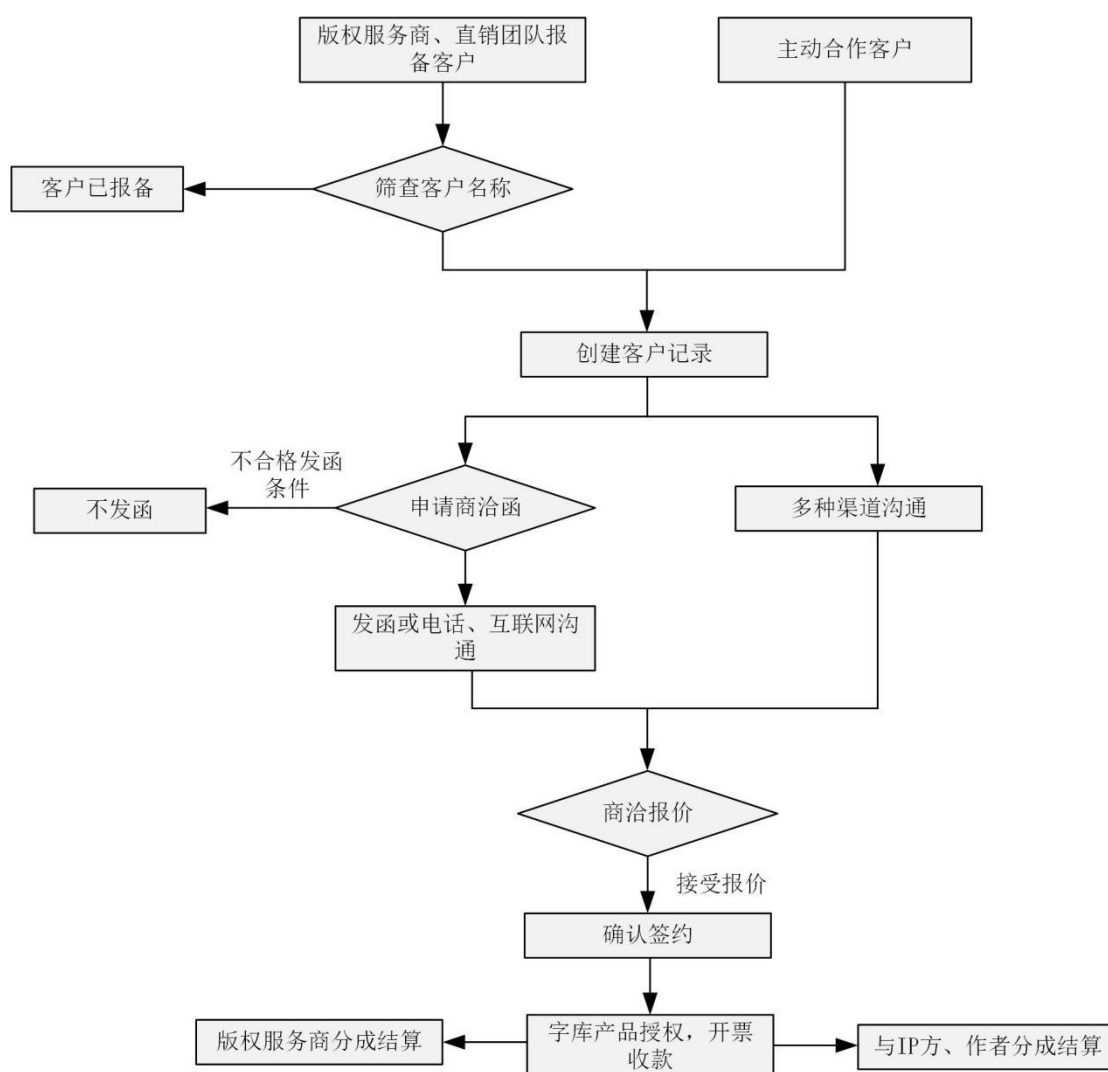 版权服务商、直销团队报
备客户
主动合作客户
客户已报备
筛查客户名称
创建客户记录
不合格发函
条件
不发函
申请商洽函
多种渠道沟通
发函或电话、互联网沟
通
商洽报价
接受报价
确认签约
版权服务商分成结算
字库产品授权，开票
收款
与IP方、作者分成结算